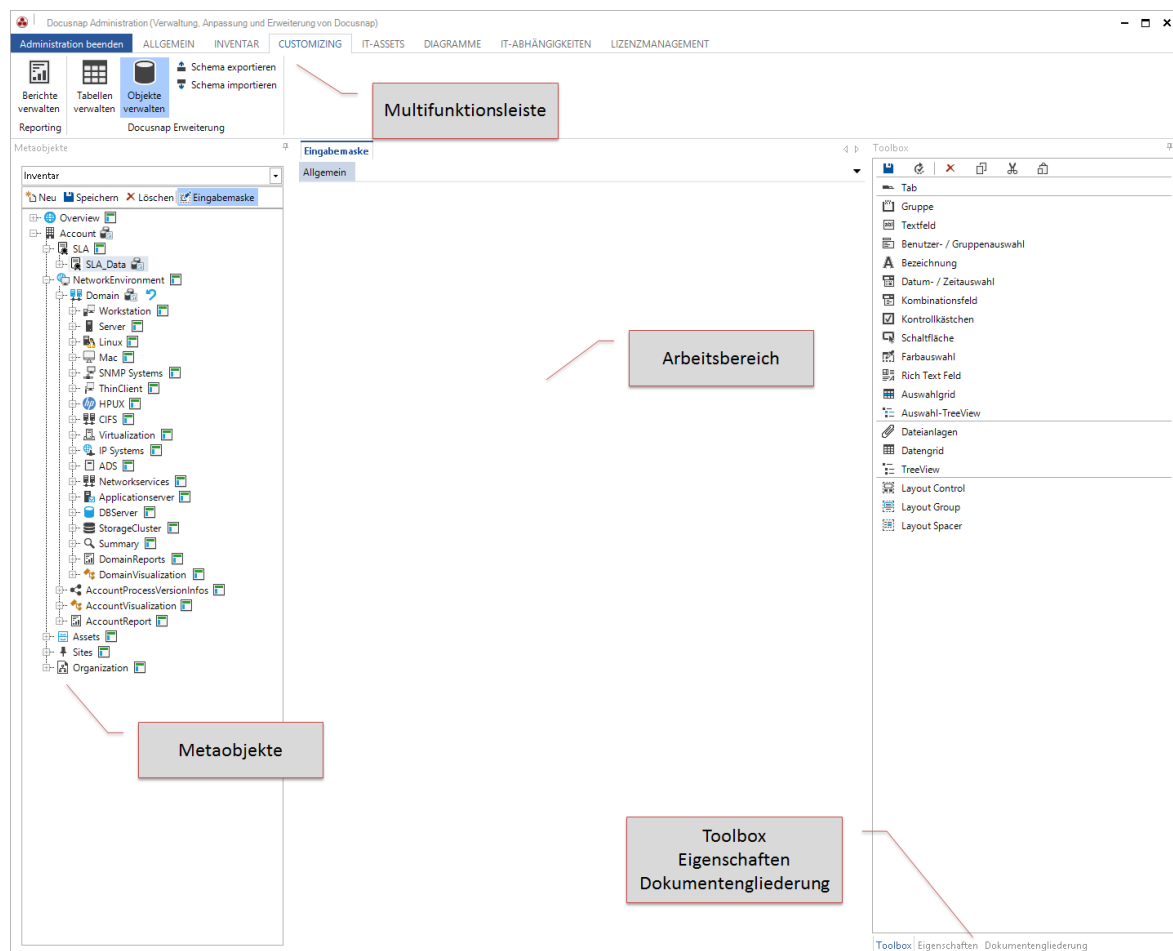 Docusnap Administration (Verwaltung, Anpassung und Erweiterung von Docusnap)
Administration beenden ALLGEMEIN INVENTAR CUSTOMIZING IT-ASSETS DIAGRAMME IT-ABHÄNGIGKEITEN LIZENZMANAGEMENT
Berichte verwalten
Tabellen verwalten
Objekte verwalten
Schema exportieren
Schema importieren
Reporting
Docusnap Erweiterung
Multifunktionsleiste
Metaobjekte
Inventar
Neu Speichern Löschen Eingabemaske
Overview
Account
SLA
SLA_Data
NetworkEnvironment
Domain
Workstation
Server
Linux
Mac
SNMP Systems
ThinClient
HPUX
CIFS
Virtualization
IP Systems
ADS
Networkservices
Applicationserver
DBServer
StorageCluster
Summary
DomainReports
DomainVisualization
AccountProcessVersionInfos
AccountVisualization
AccountReport
Assets
Sites
Organization
Metaobjekte
Eingabemaske
Allgemein
Arbeitsbereich
Toolbox
Eigenschaften
Dokumentengliederung
Toolbox
Tab
Gruppe
Textfeld
Benutzer- / Gruppenauswahl
Bezeichnung
Datum- / Zeitauswahl
Kombinationsfeld
Kontrollkästchen
Schaltfläche
Farbauswahl
Rich Text Feld
Auswahlgrid
Auswahl-TreeView
Dateianlagen
Datengrid
TreeView
Layout Control
Layout Group
Layout Spacer
Toolbox Eigenschaften Dokumentengliederung